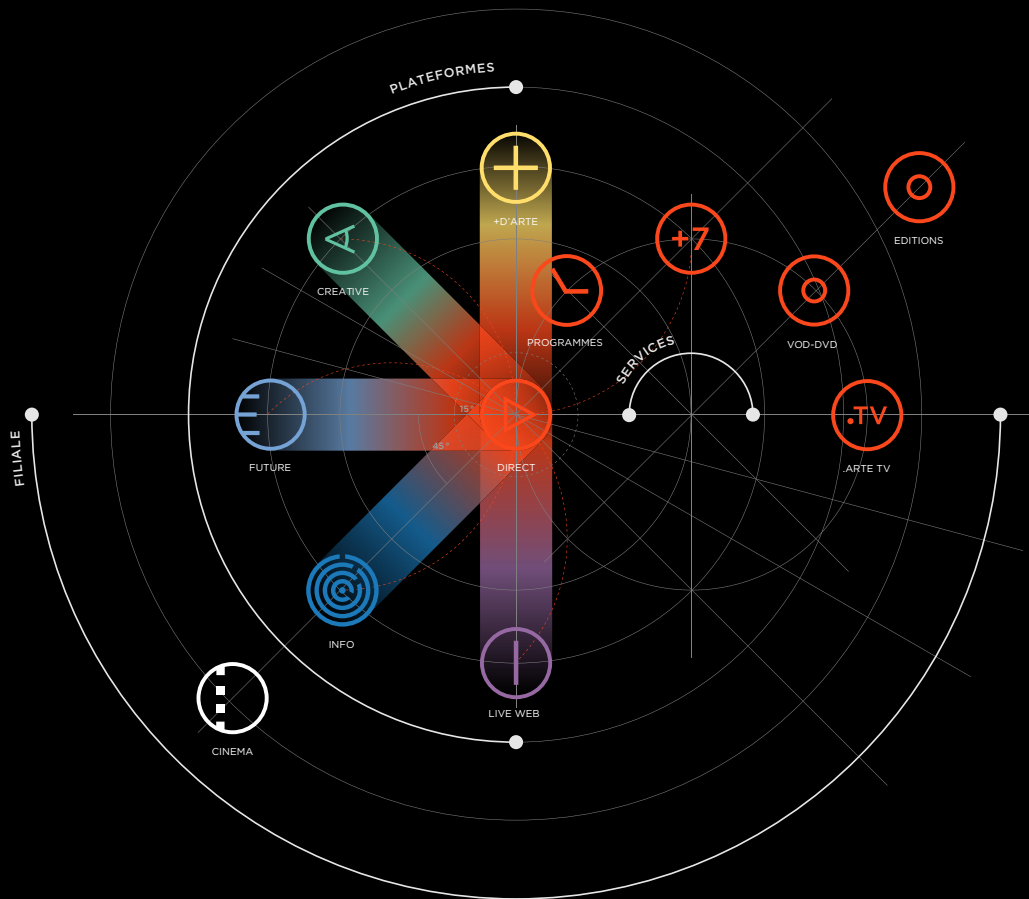 PLATEFORMES
+D'ARTE
+7
EDITIONS
CREATIVE
PROGRAMMES
VOD-DVD
SERVICES
15°
45°
.TV
FILIALE
FUTURE
DIRECT
.ARTE TV
INFO
LIVE WEB
CINEMA